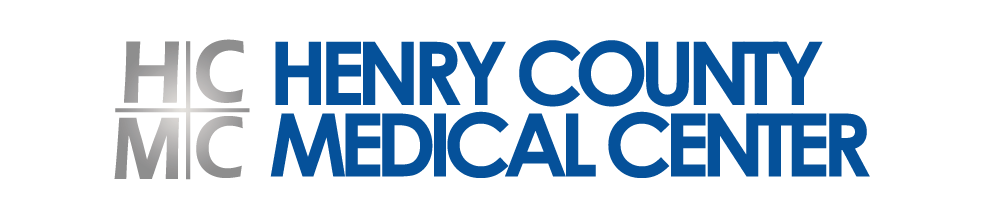 HC
MC
HENRY COUNTY
MEDICAL CENTER